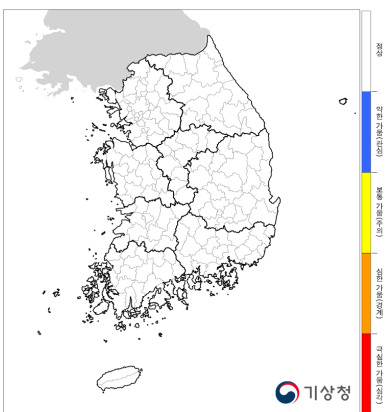 정상
약한 가뭄(관심)
보통 가뭄(주의)
심한 가뭄(경계)
극심한 가뭄(심각)
기상청